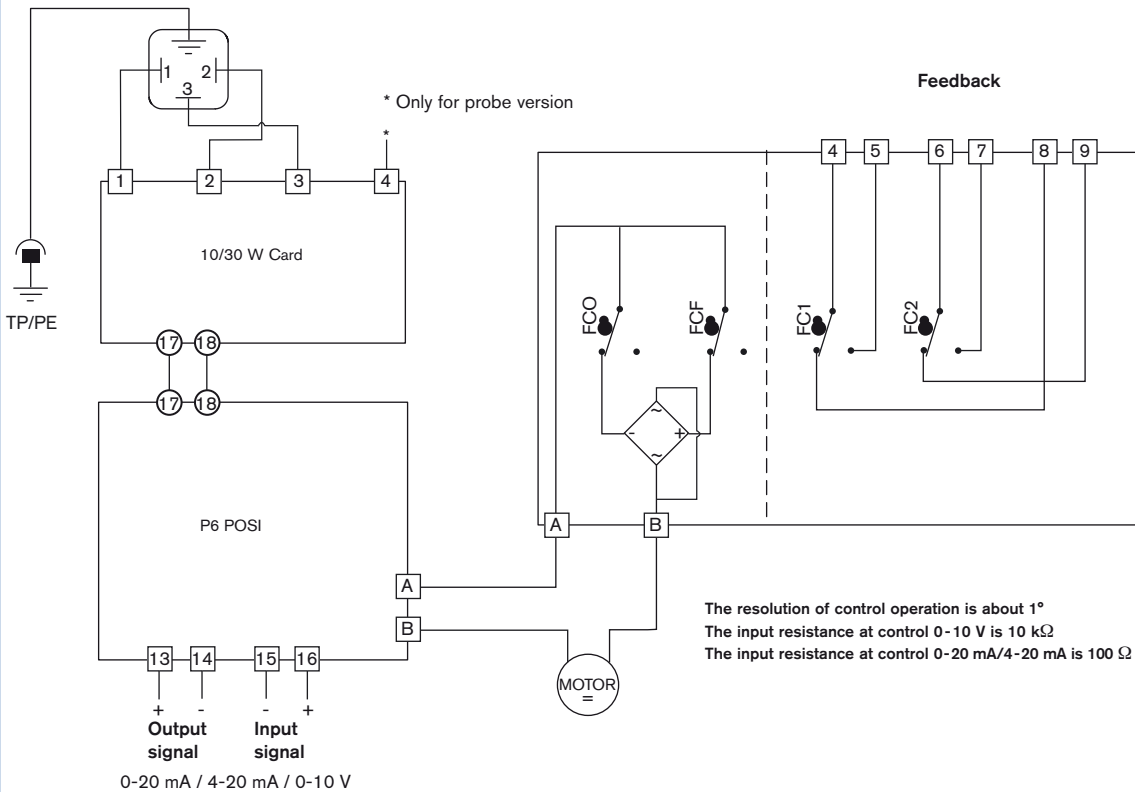 1 2
3
* Only for probe version
*
Feedback
1 2 3 4
4 5 6 7 8 9
10/30 W Card
TP/PE
FCO FCF FC1 FC2
17 18
17 18
~
- +
~
P6 POSI
A B
A
B
The resolution of control operation is about 1°
The input resistance at control 0-10 V is 10 kΩ
The input resistance at control 0-20 mA/4-20 mA is 100 Ω
13 14 15 16
MOTOR
=
+ - - +
Output Input
signal signal
0-20 mA / 4-20 mA / 0-10 V